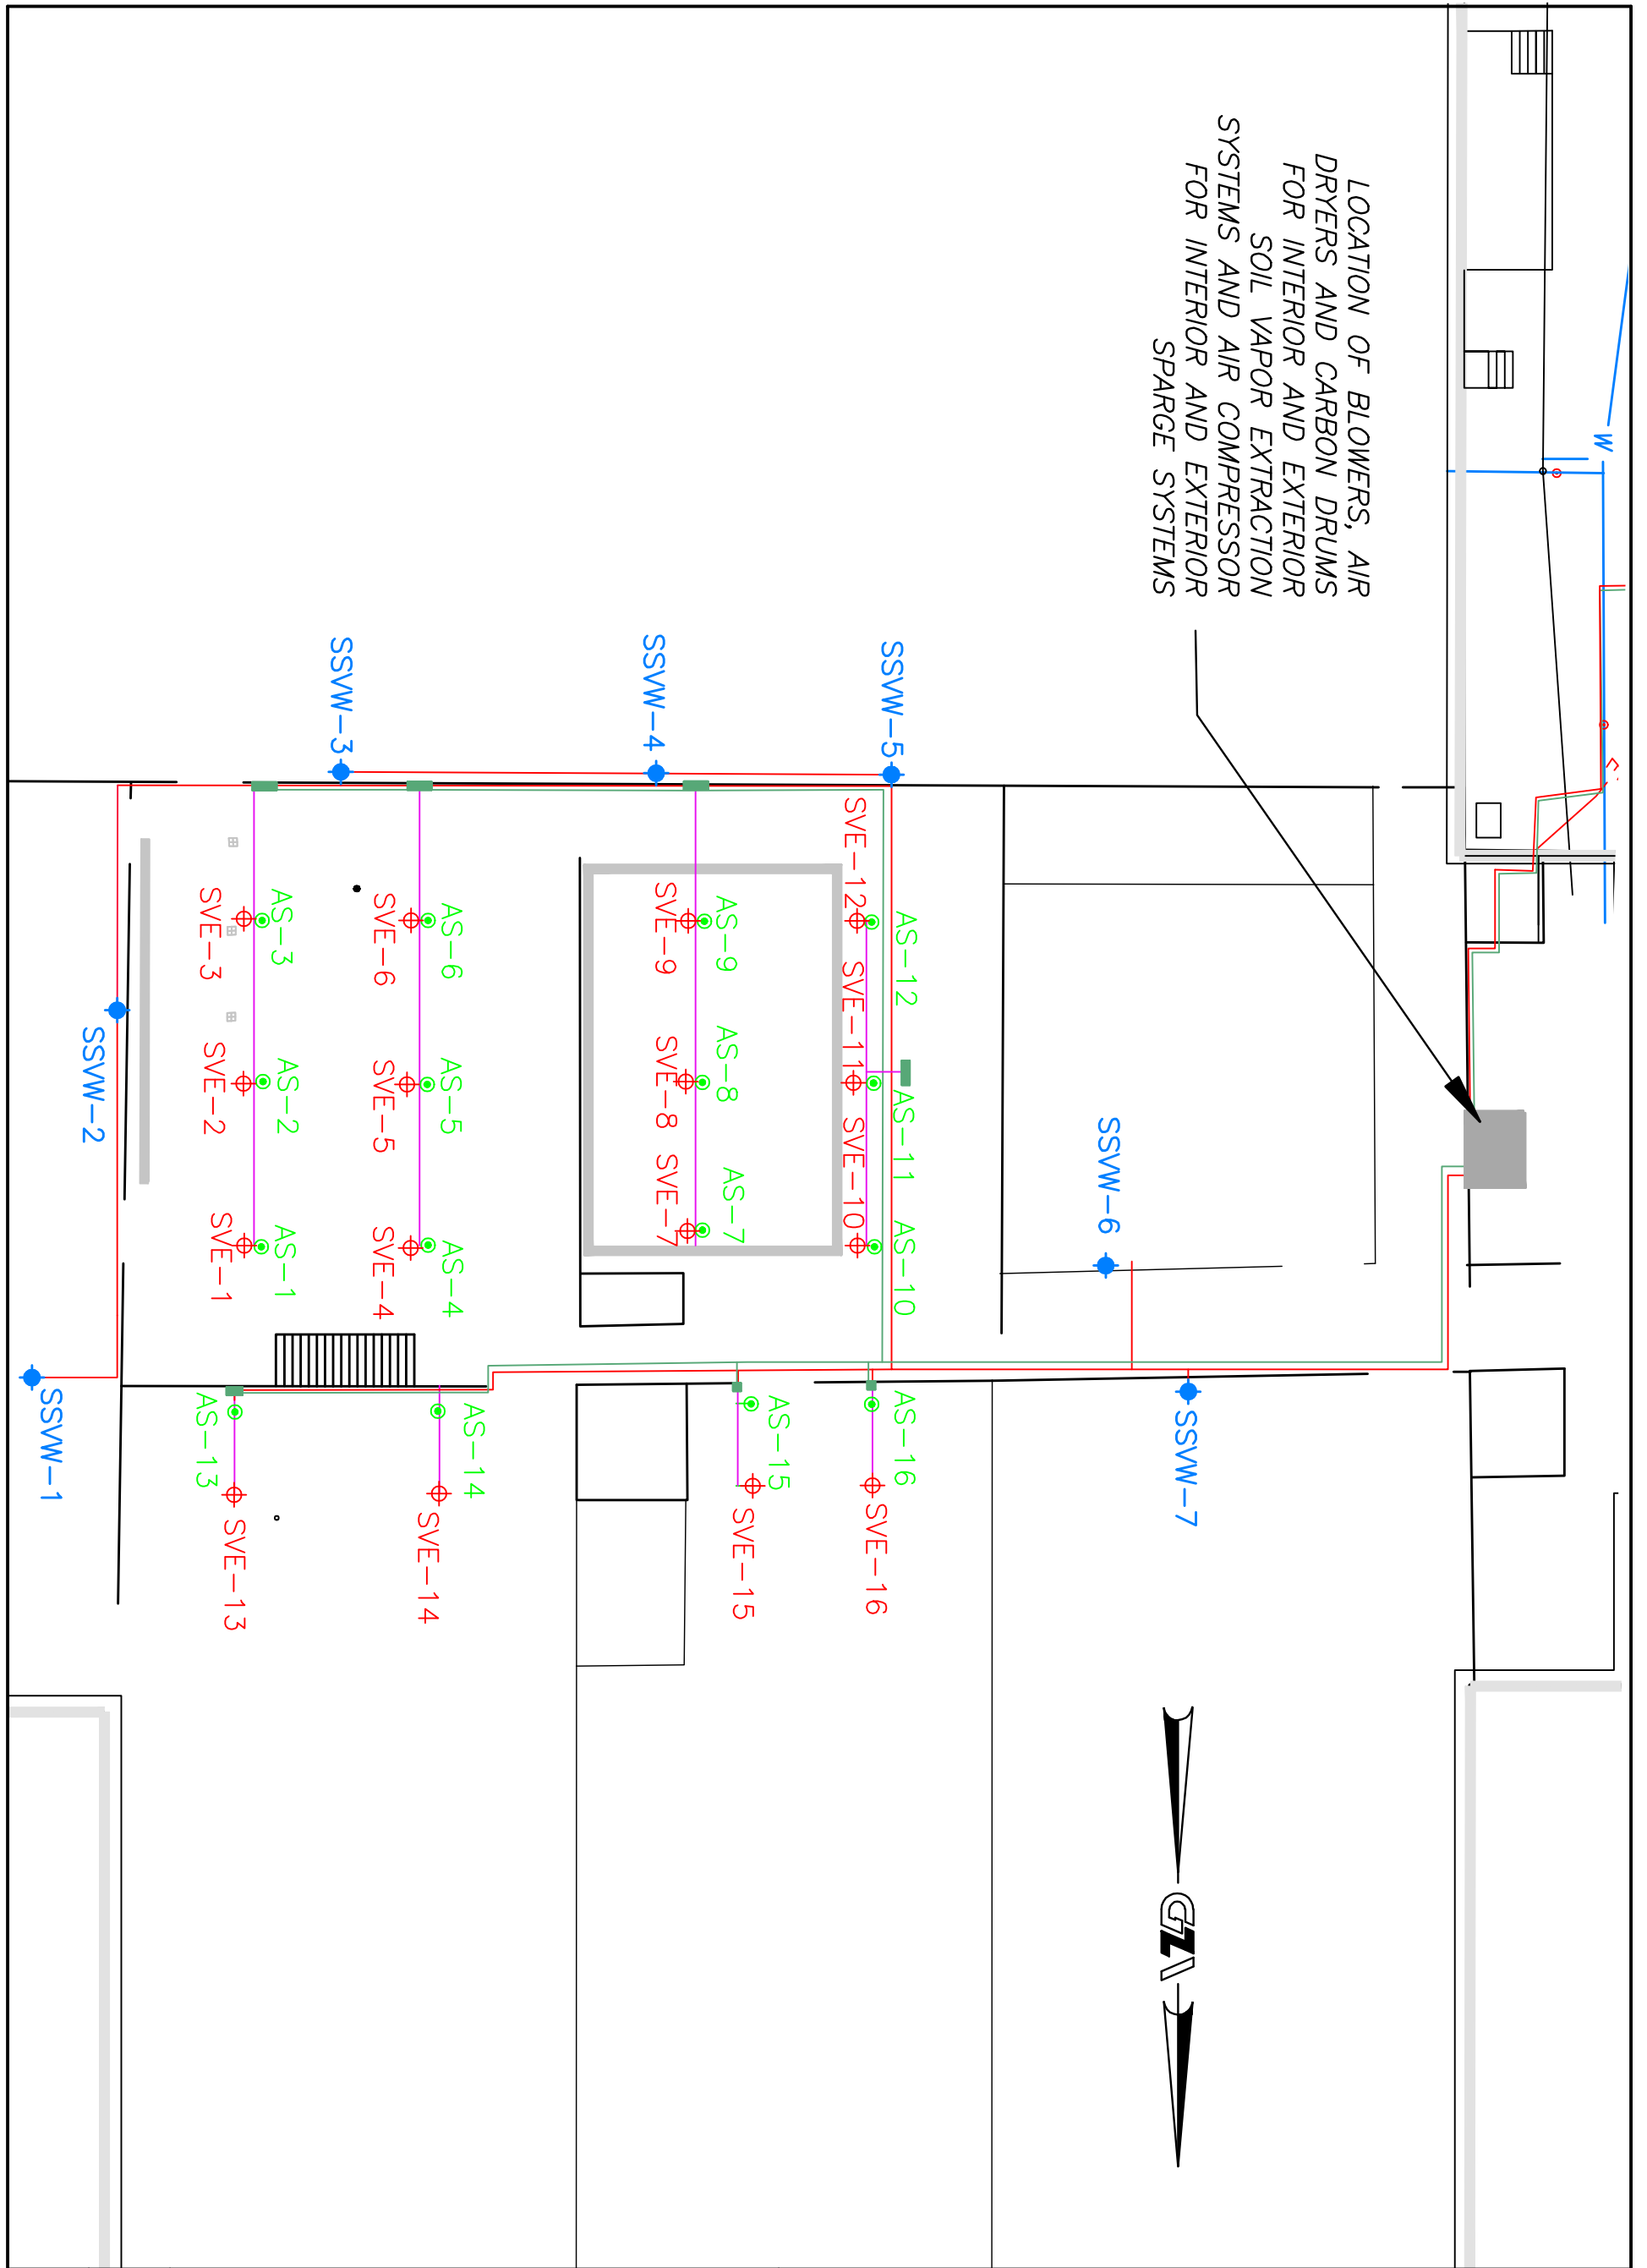 LOCATION OF BLOWERS, AIR
DRYERS AND CARBON DRUMS
FOR INTERIOR AND EXTERIOR
SOIL VAPOR EXTRACTION
SYSTEMS AND AIR COMPRESSOR
FOR INTERIOR AND EXTERIOR
SPARGE SYSTEMS
W
SSVW-5
SSVW-4
SSVW-3
SVE-12
AS-12
SVE-11
AS-11
SVE-10
AS-10
AS-9
SVE-9
AS-8
SVE-8
AS-7
SVE-7
AS-6
SVE-6
AS-5
SVE-5
AS-4
SVE-4
AS-3
SVE-3
AS-2
SVE-2
AS-1
SVE-1
SSVW-2
SSVW-6
SSVW-7
AS-16
SVE-16
AS-15
SVE-15
AS-14
SVE-14
AS-13
SVE-13
SSVW-1
GZA